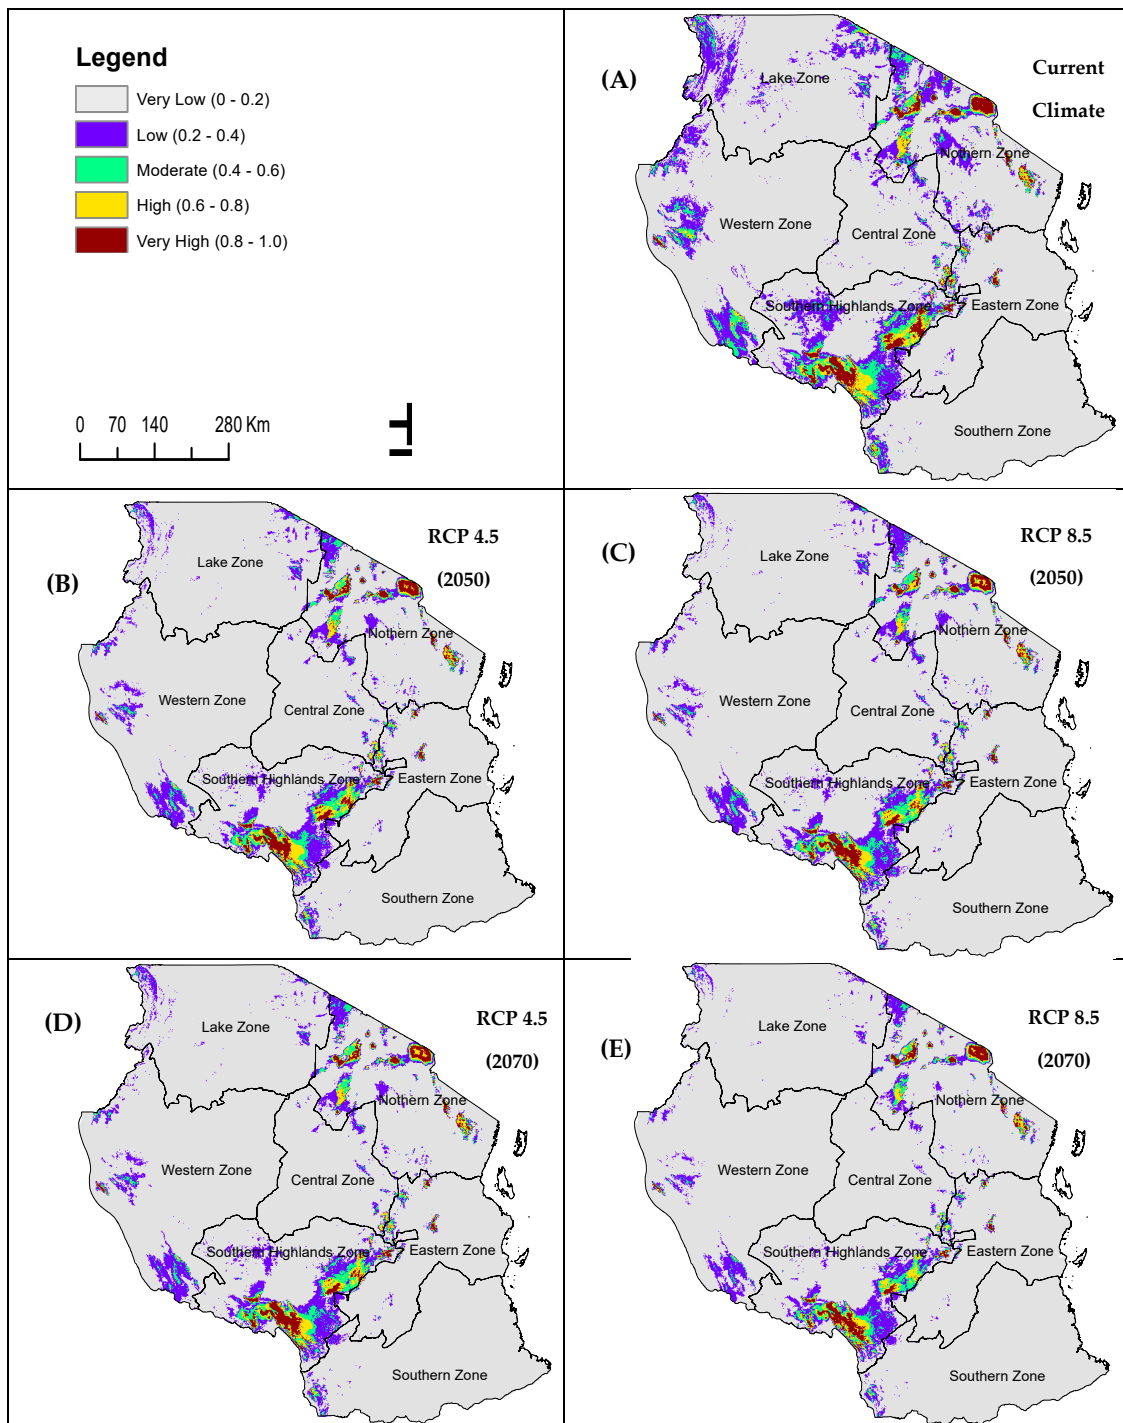 Legend
Very Low (0 - 0.2)
Low (0.2 - 0.4)
Moderate (0.4 - 0.6)
High (0.6 - 0.8)
Very High (0.8 - 1.0)
0 70 140 280 Km
(A)
Current
Climate
Lake Zone
Nothern Zone
Western Zone
Central Zone
Southern Highlands Zone
Eastern Zone
Southern Zone
(B)
RCP 4.5
(2050)
Lake Zone
Nothern Zone
Western Zone
Central Zone
Southern Highlands Zone
Eastern Zone
Southern Zone
(C)
RCP 8.5
(2050)
Lake Zone
Nothern Zone
Western Zone
Central Zone
Southern Highlands Zone
Eastern Zone
Southern Zone
(D)
RCP 4.5
(2070)
Lake Zone
Nothern Zone
Western Zone
Central Zone
Southern Highlands Zone
Eastern Zone
Southern Zone
(E)
RCP 8.5
(2070)
Lake Zone
Nothern Zone
Western Zone
Central Zone
Southern Highlands Zone
Eastern Zone
Southern Zone